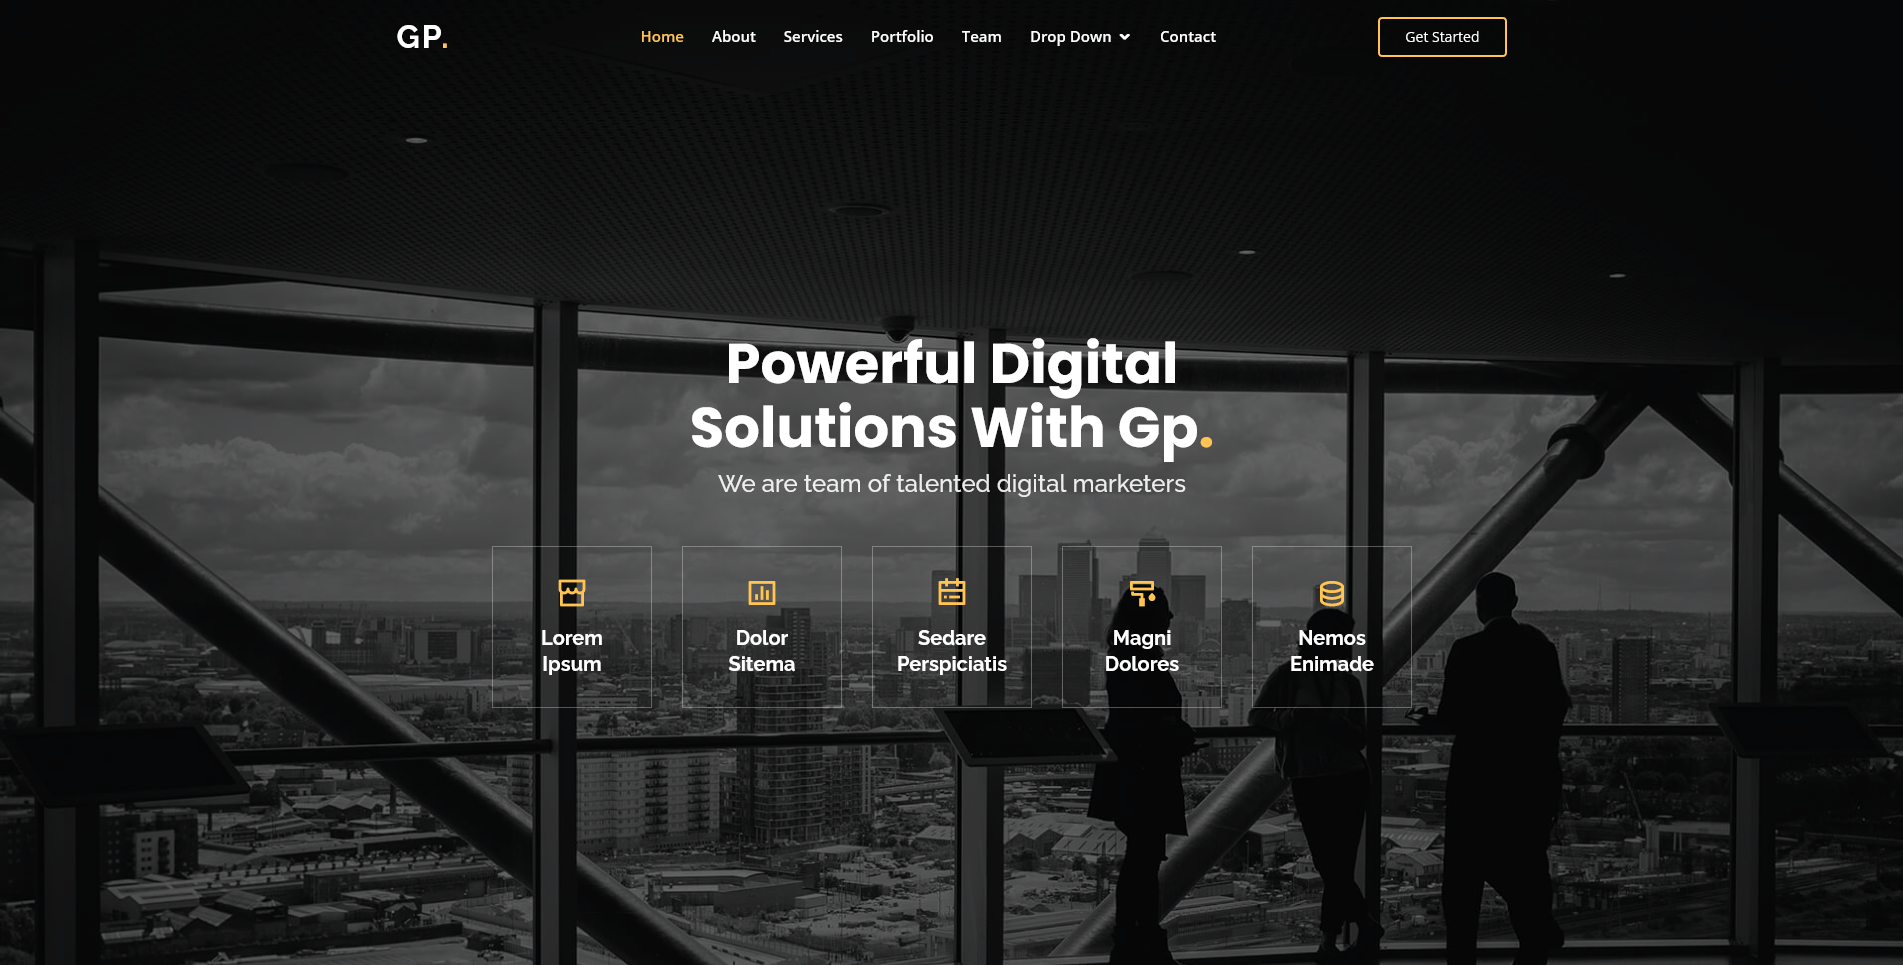 GP.
Home About Services Portfolio Team Drop Down Contact
Get Started
Powerful Digital
Solutions With Gp.
We are team of talented digital marketers
Lorem
Ipsum
Dolor
Sitema
Sedare
Perspiciatis
Magni
Dolores
Nemos
Enimade